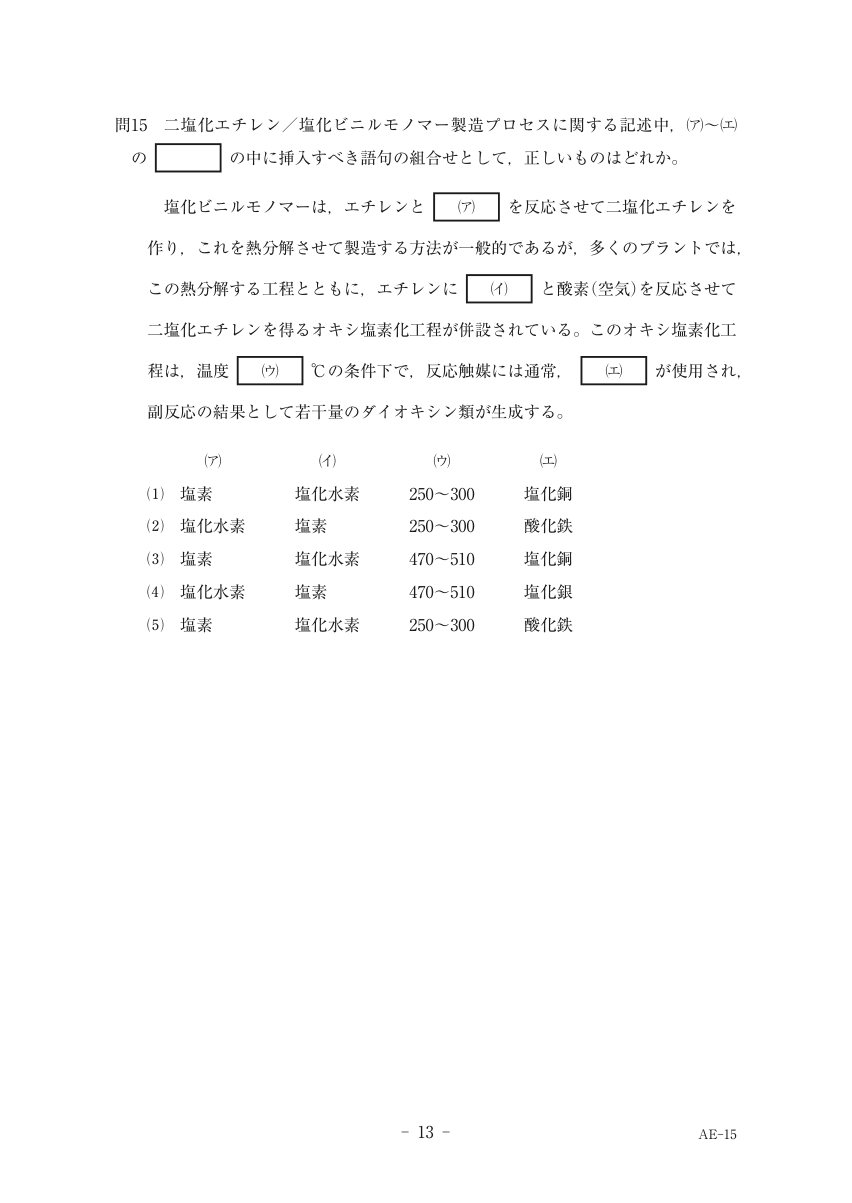 問15　二塩化エチレン／塩化ビニルモノマー製造プロセスに関する記述中，㈦～㈣
の　　　　の中に挿入すべき語句の組合せとして，正しいものはどれか。
塩化ビニルモノマーは，エチレンと (ア) を反応させて二塩化エチレンを
作り，これを熱分解させて製造する方法が一般的であるが，多くのプラントでは，
この熱分解する工程とともに，エチレンに (イ) と酸素(空気)を反応させて
二塩化エチレンを得るオキシ塩素化工程が併設されている。このオキシ塩素化工
程は，温度 (ウ) ℃の条件下で，反応触媒には通常， (エ) が使用され，
副反応の結果として若干量のダイオキシン類が生成する。
(ア) (イ) (ウ) (エ)
(1) 塩素 塩化水素 250～300 塩化銅
(2) 塩化水素 塩素 250～300 酸化鉄
(3) 塩素 塩化水素 470～510 塩化銅
(4) 塩化水素 塩素 470～510 塩化銀
(5) 塩素 塩化水素 250～300 酸化鉄
－ 13 －
AE-15